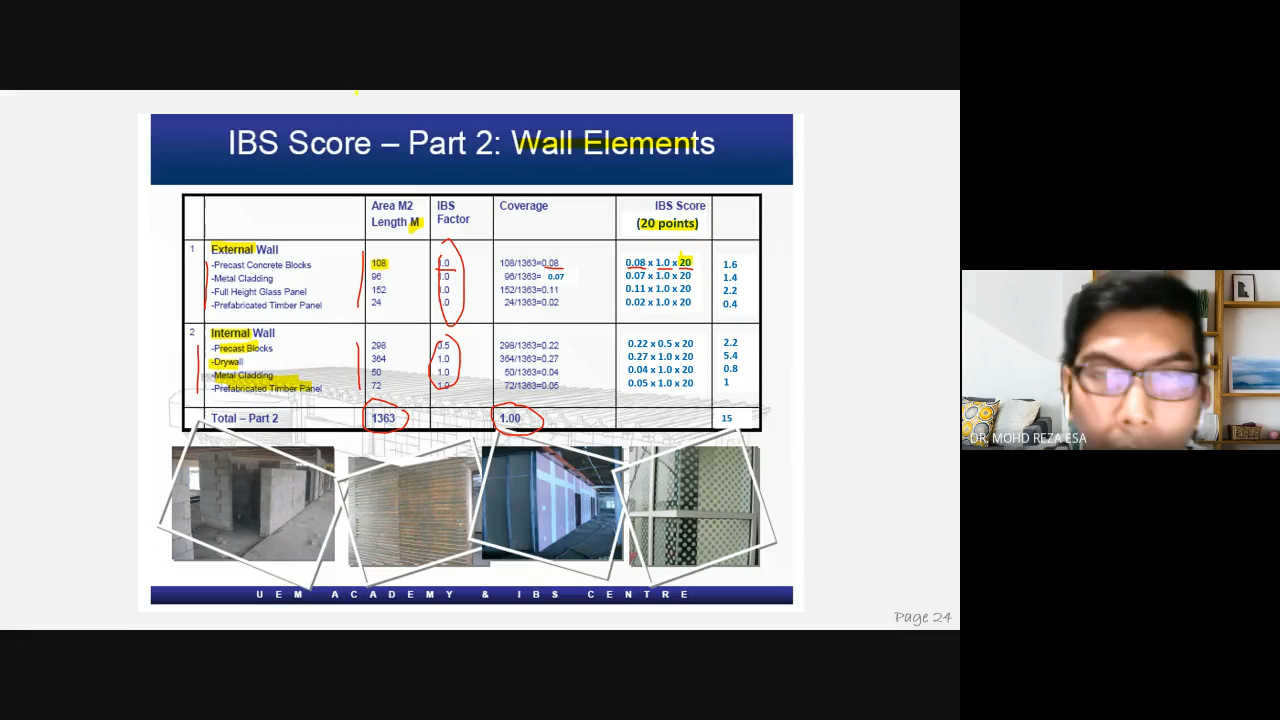 IBS Score – Part 2: Wall Elements
Area M2 IBS Coverage IBS Score
Length M Factor (20 points)
1 External Wall
-Precast Concrete Blocks 108 1.0 108/1363=0.08 0.08 x 1.0 x 20 1.6
-Metal Cladding 96 1.0 96/1363= 0.07 0.07 x 1.0 x 20 1.4
-Full Height Glass Panel 152 1.0 152/1363=0.11 0.11 x 1.0 x 20 2.2
-Prefabricated Timber Panel 24 1.0 24/1363=0.02 0.02 x 1.0 x 20 0.4
2 Internal Wall
-Precast Blocks 298 0.5 298/1363=0.22 0.22 x 0.5 x 20 2.2
-Drywall 364 1.0 364/1363=0.27 0.27 x 1.0 x 20 5.4
-Metal Cladding 50 1.0 50/1363=0.04 0.04 x 1.0 x 20 0.8
-Prefabricated Timber Panel 72 1.0 72/1363=0.05 0.05 x 1.0 x 20 1
Total – Part 2 1363 1.00 15
UEM ACADEMY & IBS CENTRE
Page 24
DR. MOHD REZA ESA